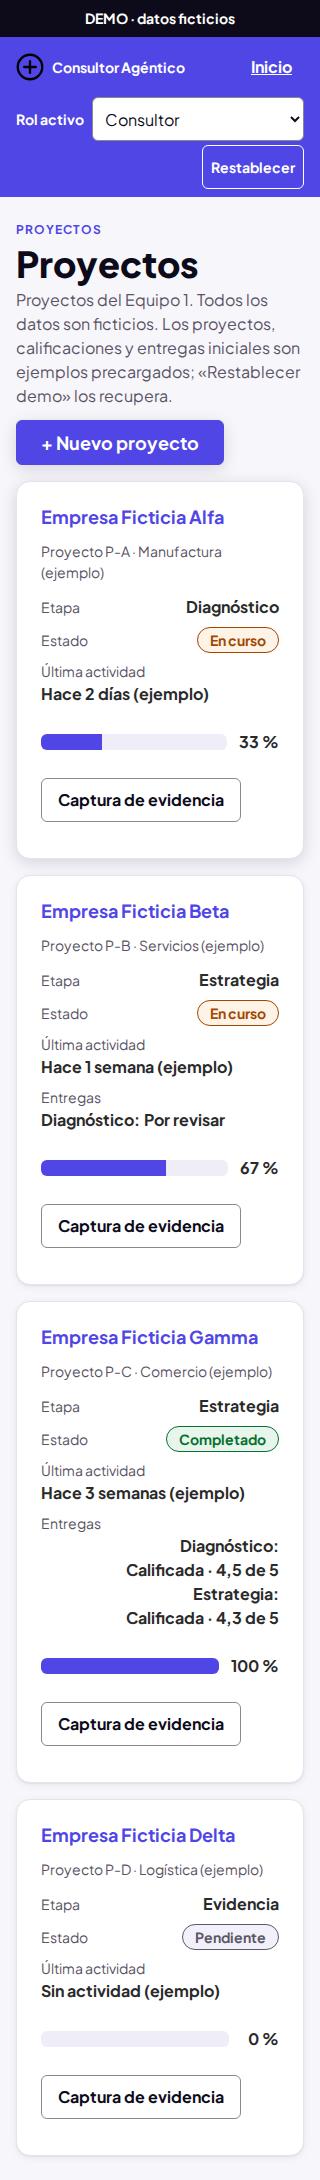 DEMO · datos ficticios
Consultor Agéntico
Inicio
Rol activo
Consultor
Restablecer
PROYECTOS
Proyectos
Proyectos del Equipo 1. Todos los
datos son ficticios. Los proyectos,
calificaciones y entregas iniciales son
ejemplos precargados; «Restablecer
demo» los recupera.
+ Nuevo proyecto
Empresa Ficticia Alfa
Proyecto P-A · Manufactura
(ejemplo)
Etapa Diagnóstico
Estado En curso
Última actividad
Hace 2 días (ejemplo)
33 %
Captura de evidencia
Empresa Ficticia Beta
Proyecto P-B · Servicios (ejemplo)
Etapa Estrategia
Estado En curso
Última actividad
Hace 1 semana (ejemplo)
Entregas
Diagnóstico: Por revisar
67 %
Captura de evidencia
Empresa Ficticia Gamma
Proyecto P-C · Comercio (ejemplo)
Etapa Estrategia
Estado Completado
Última actividad
Hace 3 semanas (ejemplo)
Entregas
Diagnóstico:
Calificada · 4,5 de 5
Estrategia:
Calificada · 4,3 de 5
100 %
Captura de evidencia
Empresa Ficticia Delta
Proyecto P-D · Logística (ejemplo)
Etapa Evidencia
Estado Pendiente
Última actividad
Sin actividad (ejemplo)
0 %
Captura de evidencia